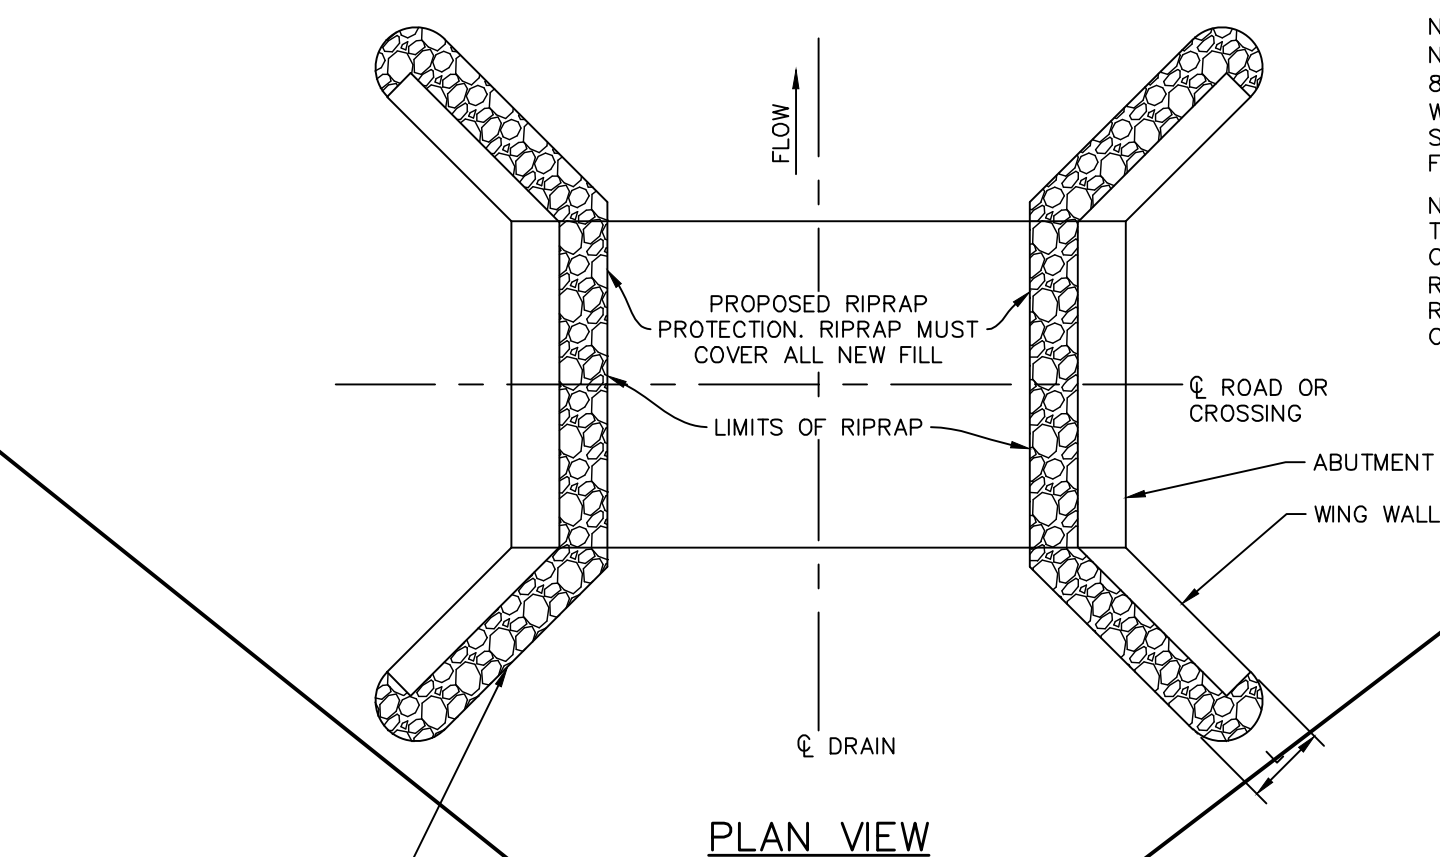 FLOW
PROPOSED RIPRAP
PROTECTION. RIPRAP MUST
COVER ALL NEW FILL
LIMITS OF RIPRAP
℄ ROAD OR
CROSSING
ABUTMENT
WING WALL
℄ DRAIN
PLAN VIEW